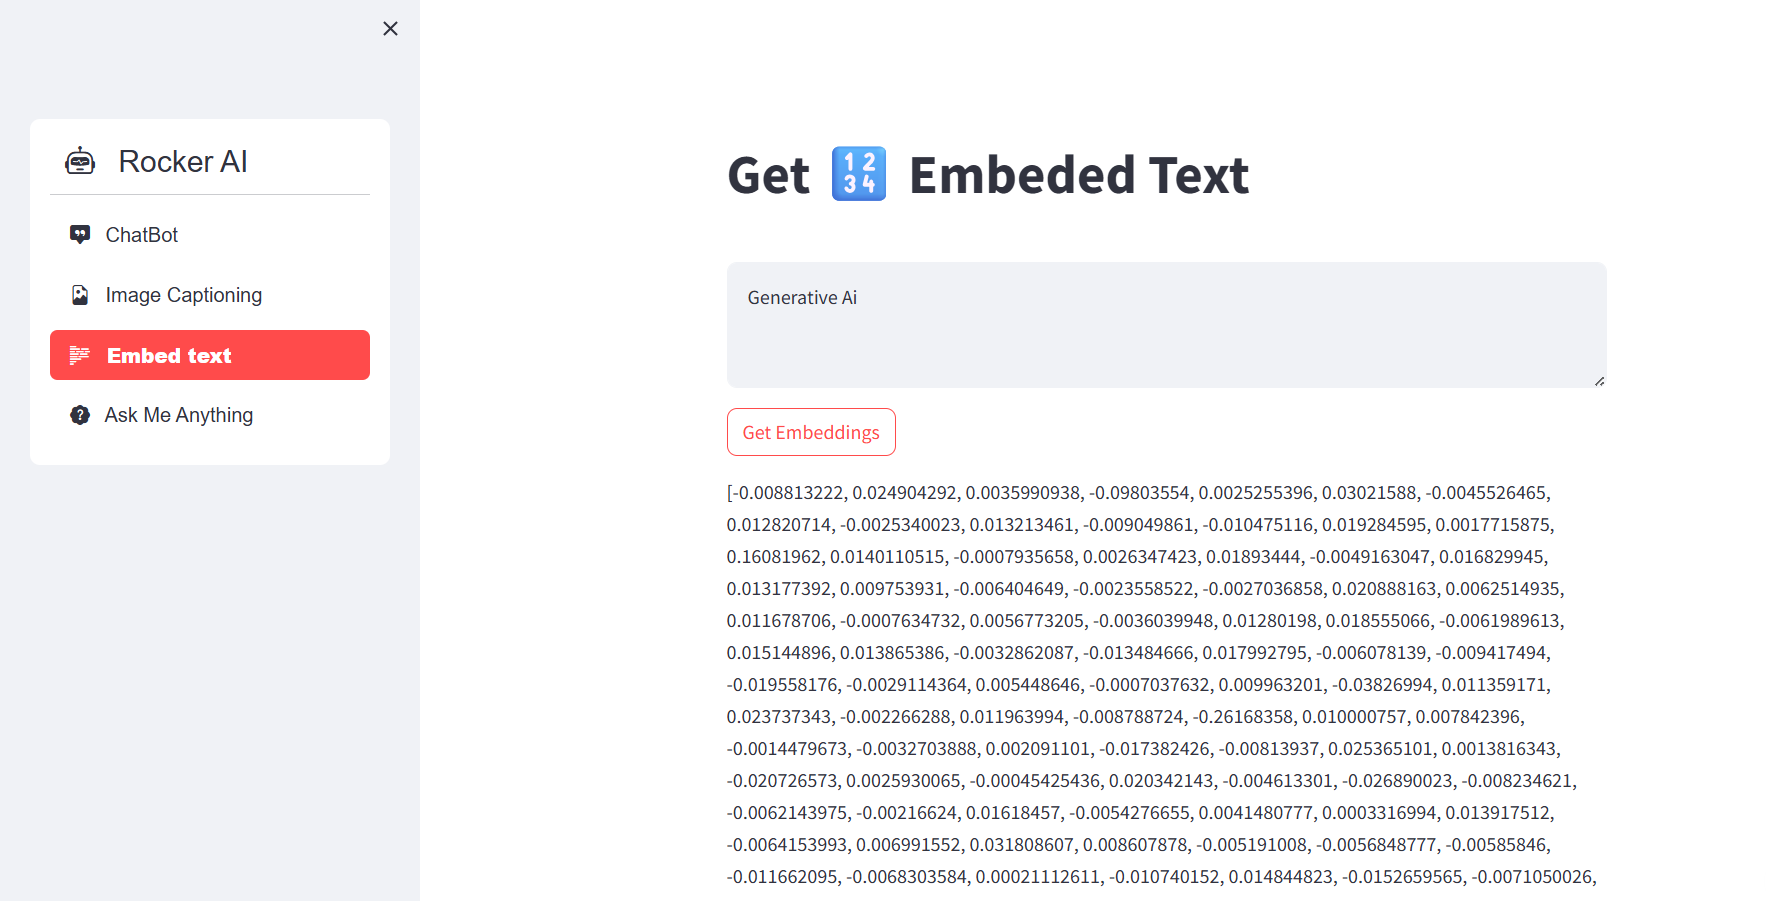 Rocker AI
ChatBot
Image Captioning
Embed text
Ask Me Anything
Get 🔢 Embeded Text
Generative Ai
Get Embeddings
[-0.008813222, 0.024904292, 0.0035990938, -0.09803554, 0.0025255396, 0.03021588, -0.0045526465,
0.012820714, -0.0025340023, 0.013213461, -0.009049861, -0.010475116, 0.019284595, 0.0017715875,
0.16081962, 0.0140110515, -0.0007935658, 0.0026347423, 0.01893444, -0.0049163047, 0.016829945,
0.013177392, 0.009753931, -0.006404649, -0.0023558522, -0.0027036858, 0.020888163, 0.0062514935,
0.011678706, -0.0007634732, 0.0056773205, -0.0036039948, 0.01280198, 0.018555066, -0.0061989613,
0.015144896, 0.013865386, -0.0032862087, -0.013484666, 0.017992795, -0.006078139, -0.009417494,
-0.019558176, -0.0029114364, 0.005448646, -0.0007037632, 0.009963201, -0.03826994, 0.011359171,
0.023737343, -0.002266288, 0.011963994, -0.008788724, -0.26168358, 0.010000757, 0.007842396,
-0.0014479673, -0.0032703888, 0.002091101, -0.017382426, -0.00813937, 0.025365101, 0.0013816343,
-0.020726573, 0.0025930065, -0.00045425436, 0.020342143, -0.004613301, -0.026890023, -0.008234621,
-0.0062143975, -0.00216624, 0.01618457, -0.0054276655, 0.0041480777, 0.0003316994, 0.013917512,
-0.0064153993, 0.006991552, 0.031808607, 0.008607878, -0.005191008, -0.0056848777, -0.00585846,
-0.011662095, -0.0068303584, 0.00021112611, -0.010740152, 0.014844823, -0.0152659565, -0.0071050026,